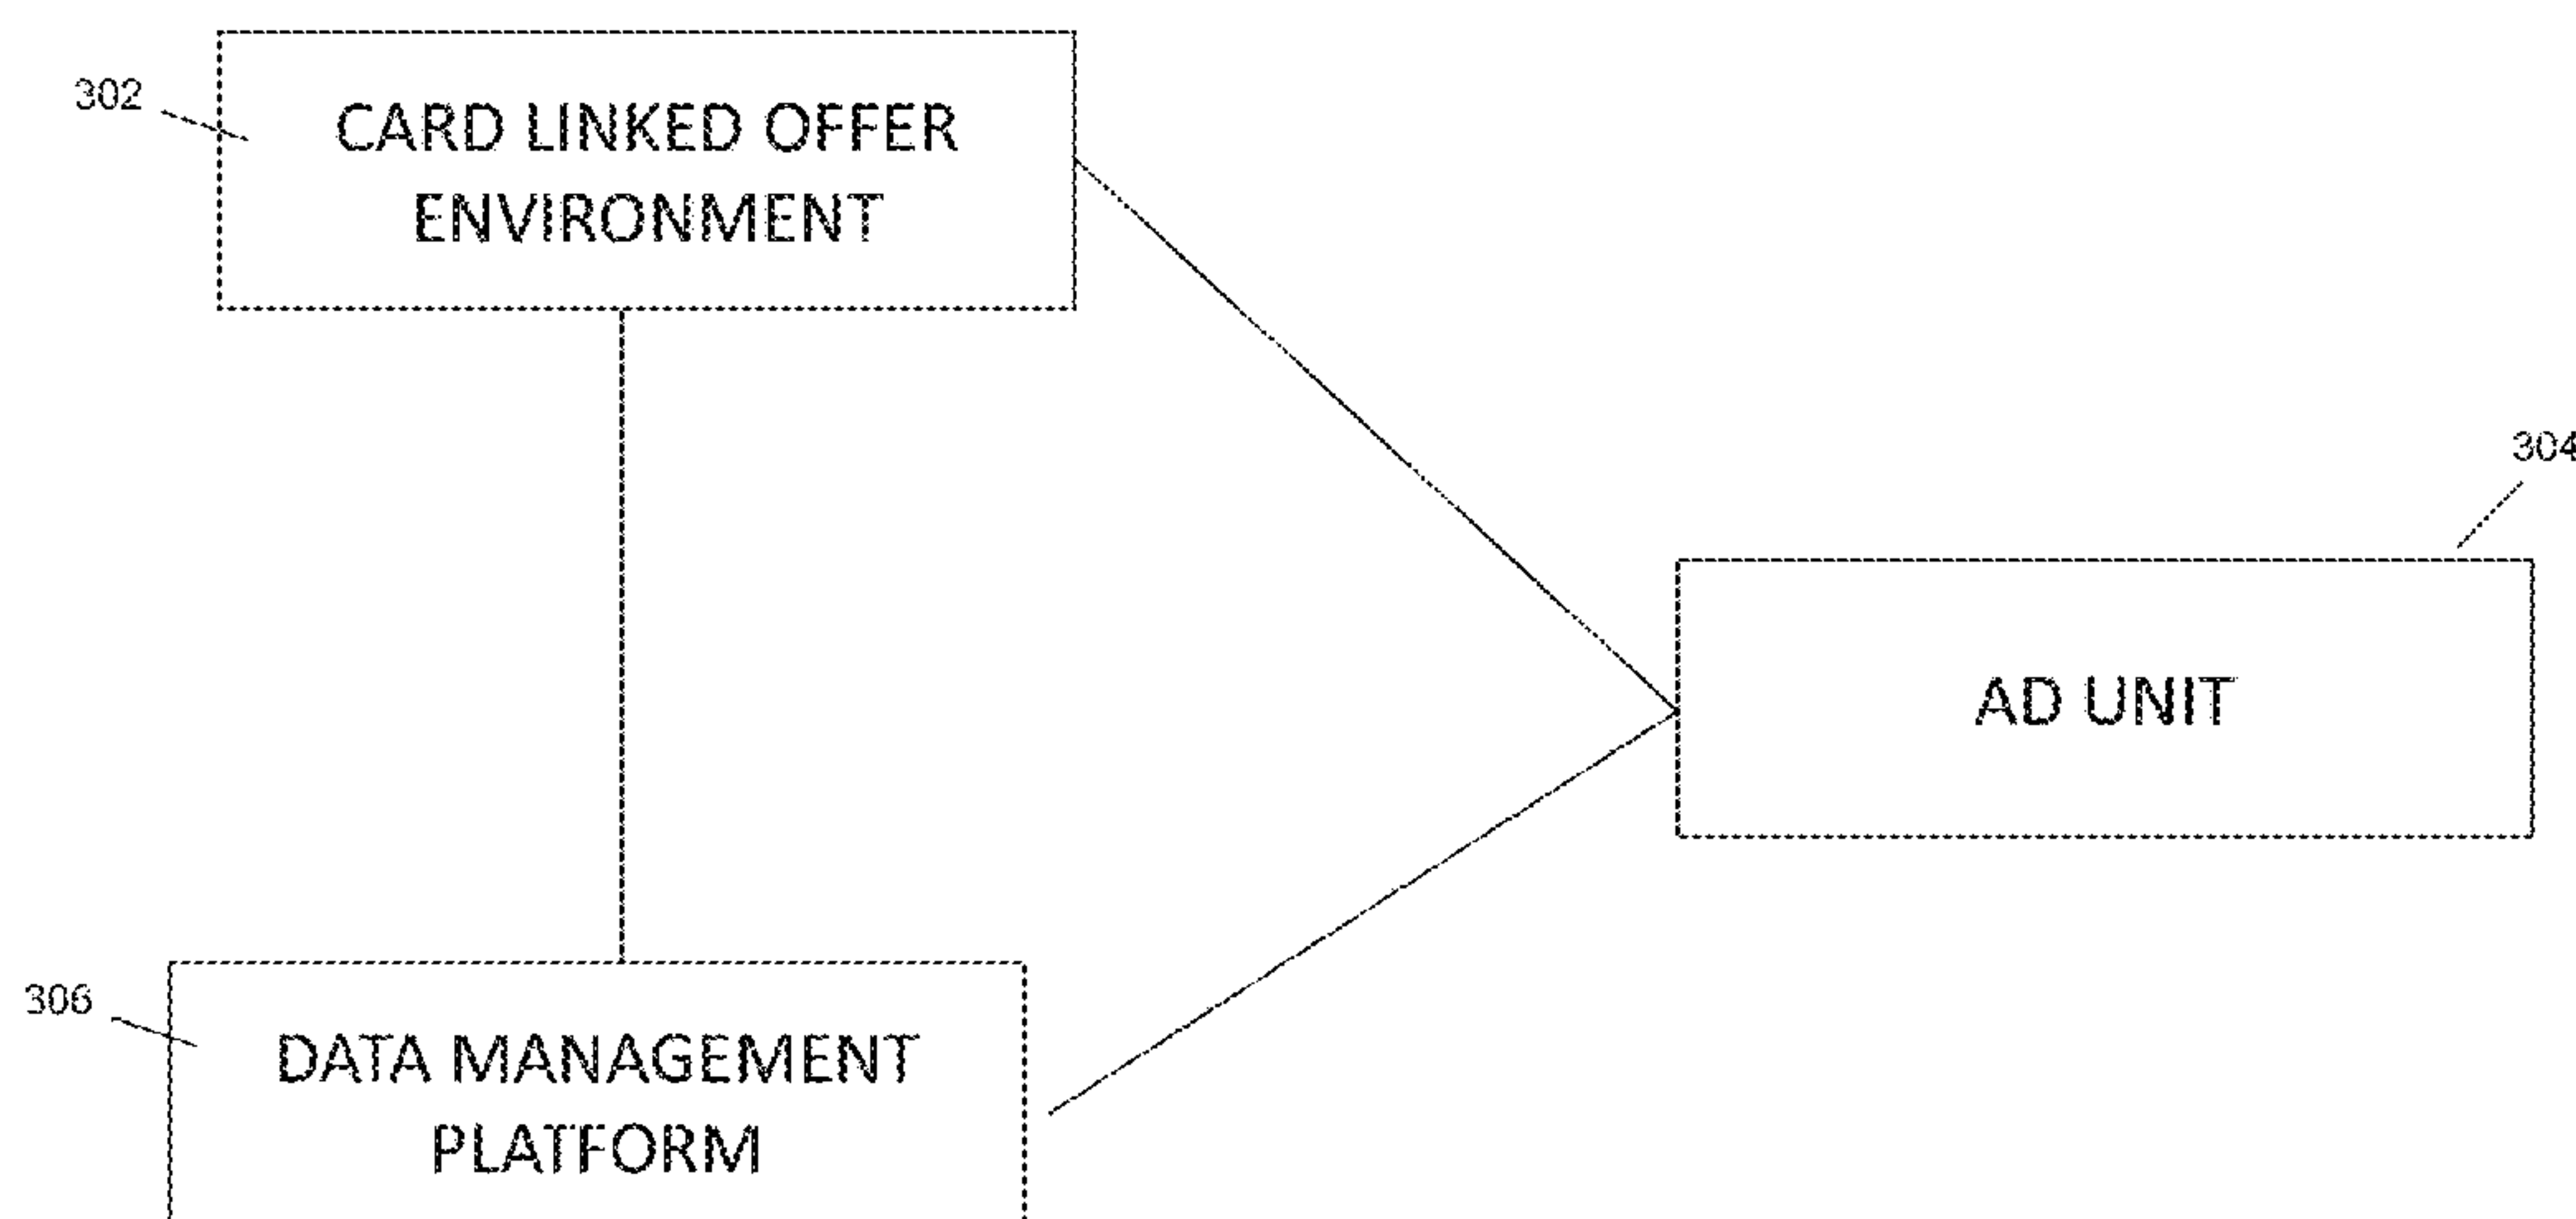 302
CARD LINKED OFFER
ENVIRONMENT
304
AD UNIT
306
DATA MANAGEMENT
PLATFORM